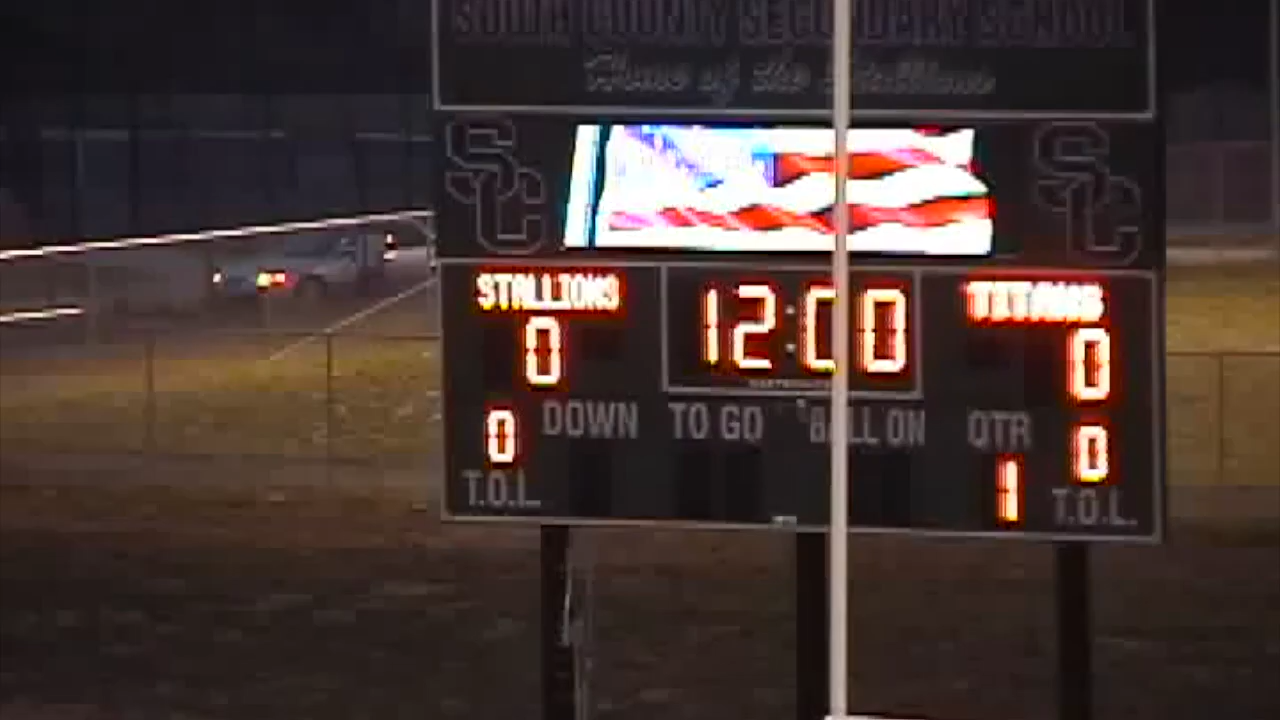 SOUTH COUNTY SECONDARY SCHOOL
Home of the Stallions
SC SC
STALLIONS 12:00 TITANS
0 0
DOWN TO GO BALL ON QTR
0 1 0
T.O.L. T.O.L.